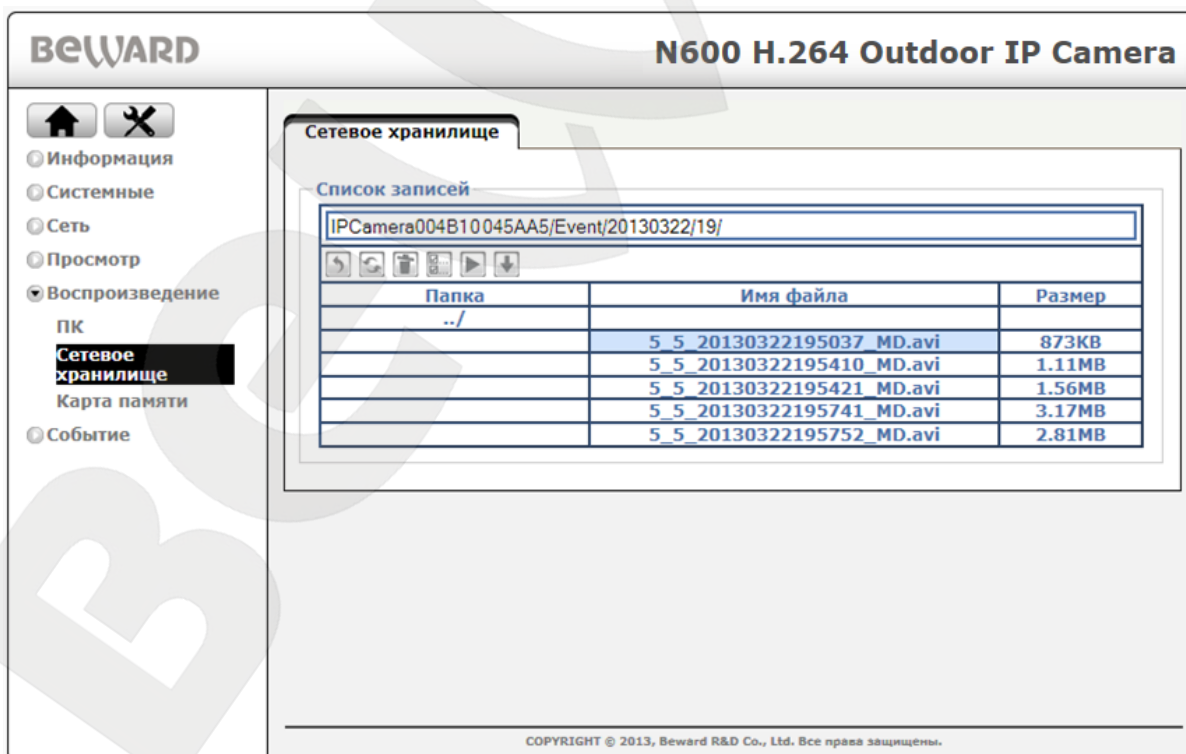 BEWARD
N600 H.264 Outdoor IP Camera
Информация
Системные
Сеть
Просмотр
Воспроизведение
ПК
Сетевое
хранилище
Карта памяти
Событие
Сетевое хранилище
Список записей
IPCamera004B10045AA5/Event/20130322/19/
Папка Имя файла Размер
../
5_5_20130322195037_MD.avi 873KB
5_5_20130322195410_MD.avi 1.11MB
5_5_20130322195421_MD.avi 1.56MB
5_5_20130322195741_MD.avi 3.17MB
5_5_20130322195752_MD.avi 2.81MB
COPYRIGHT © 2013, Beward R&D Co., Ltd. Все права защищены.